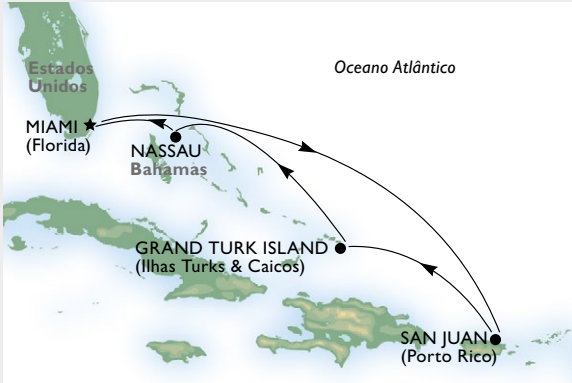 Estados
Unidos
Oceano Atlântico
MIAMI
(Florida)
NASSAU
Bahamas
GRAND TURK ISLAND
(Ilhas Turks & Caicos)
SAN JUAN
(Porto Rico)